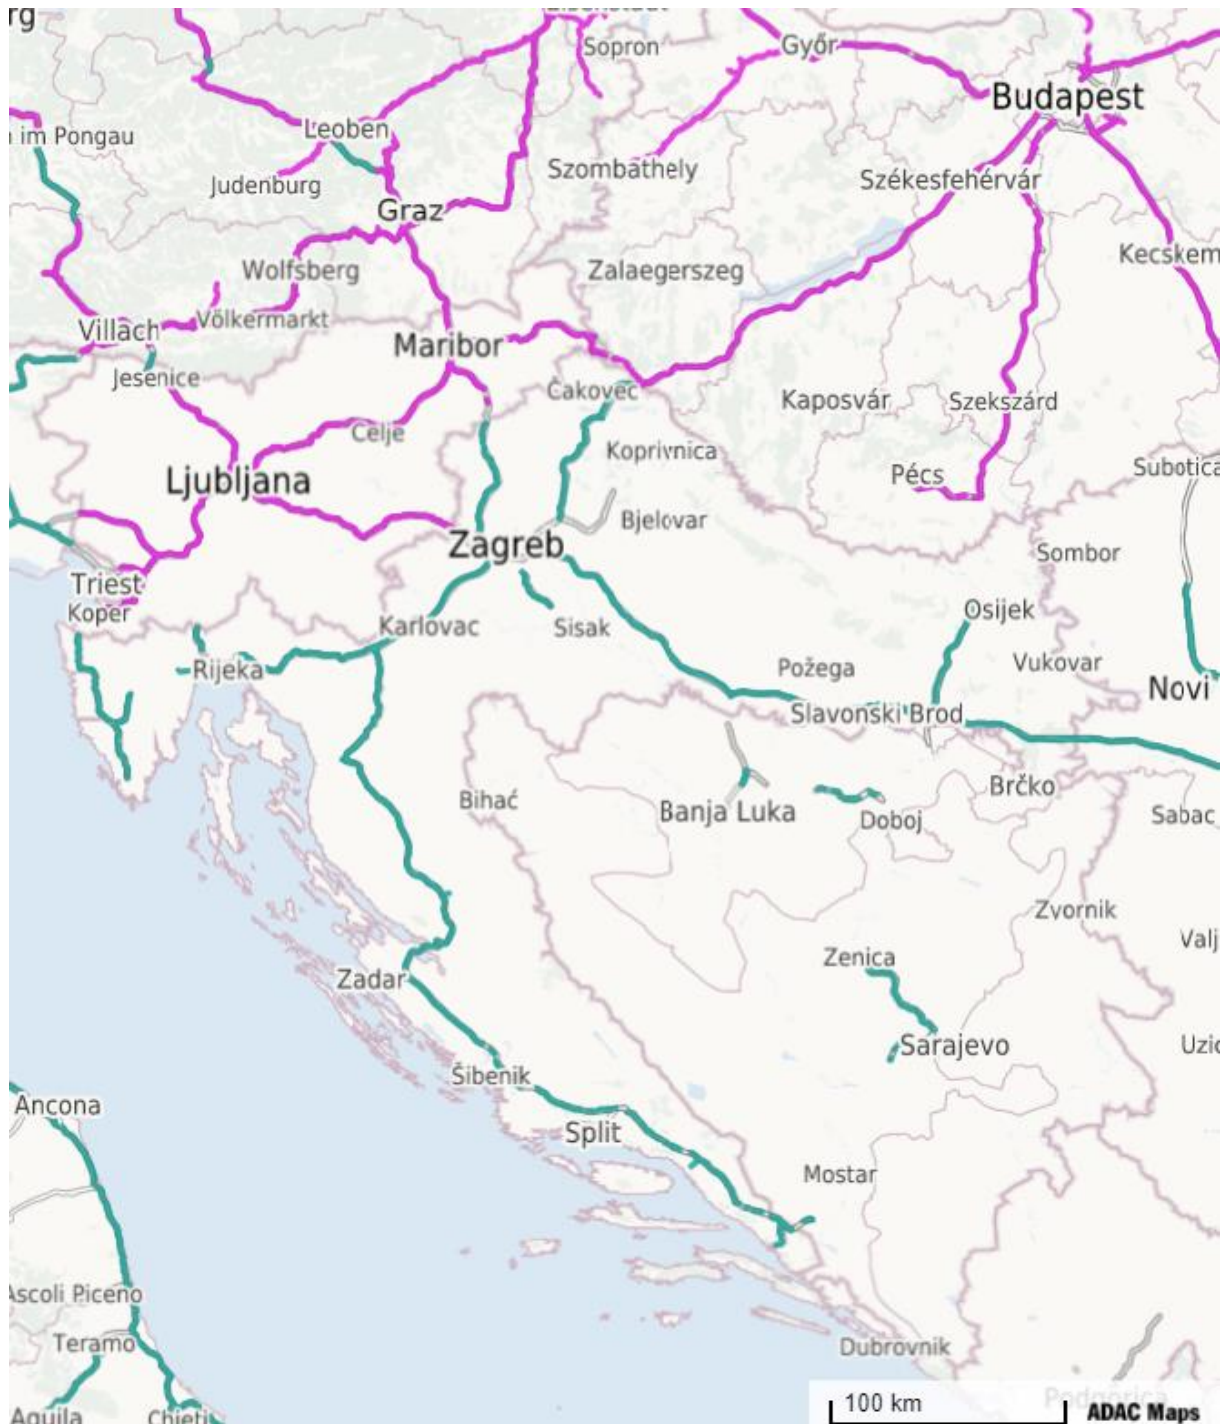 rg
Sopron
Győr
Budapest
n im Pongau
Leoben
Judenburg
Szombathely
Székesfehérvár
Graz
Kecskem
Wolfsberg
Zalaegerszeg
Villach
Völkermarkt
Maribor
Jesenice
Čakovec
Kaposvár
Szekszárd
Celje
Koprivnica
Ljubljana
Pécs
Subotica
Bjelovar
Zagreb
Sombor
Triest
Koper
Karlovac
Sisak
Osijek
Rijeka
Požega
Vukovar
Novi
Slavonski Brod
Brčko
Bihać
Banja Luka
Doboj
Sabac
Zvornik
Valj
Zenica
Zadar
Sarajevo
Uzic
Šibenik
Ancona
Split
Mostar
Ascoli Piceno
Teramo
Dubrovnik
Podgorica
100 km
ADAC Maps
Aquila
Chieti